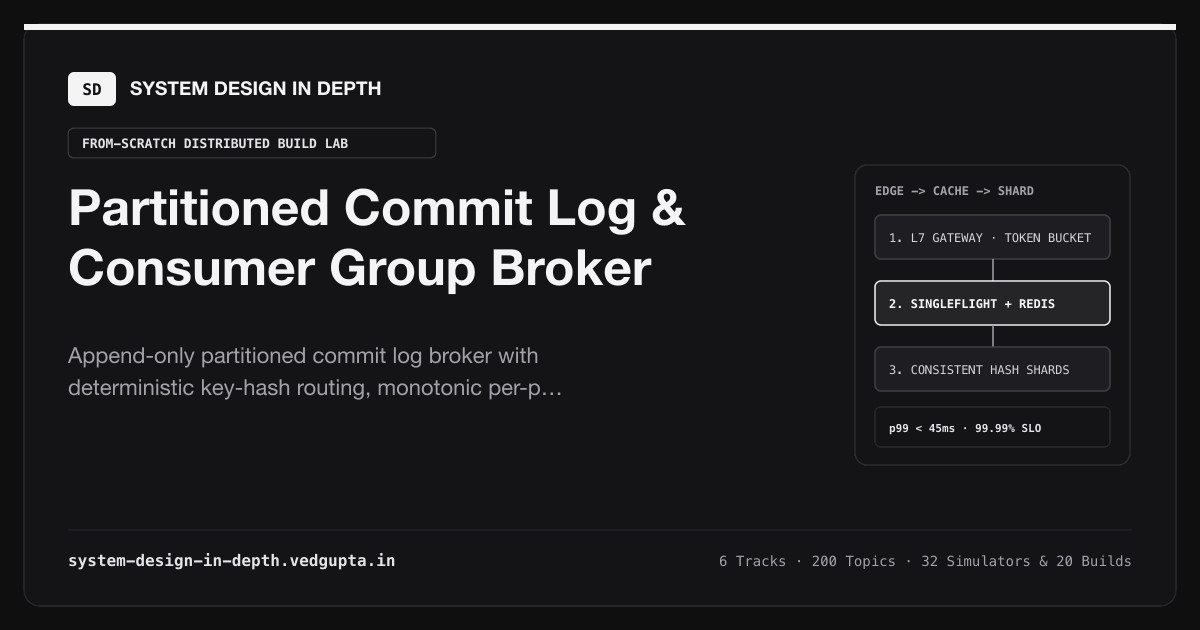 SD SYSTEM DESIGN IN DEPTH
FROM-SCRATCH DISTRIBUTED BUILD LAB
Partitioned Commit Log &
Consumer Group Broker
Append-only partitioned commit log broker with
deterministic key-hash routing, monotonic per-p…
EDGE -> CACHE -> SHARD
1. L7 GATEWAY · TOKEN BUCKET
2. SINGLEFLIGHT + REDIS
3. CONSISTENT HASH SHARDS
p99 < 45ms · 99.99% SLO
system-design-in-depth.vedgupta.in
6 Tracks · 200 Topics · 32 Simulators & 20 Builds